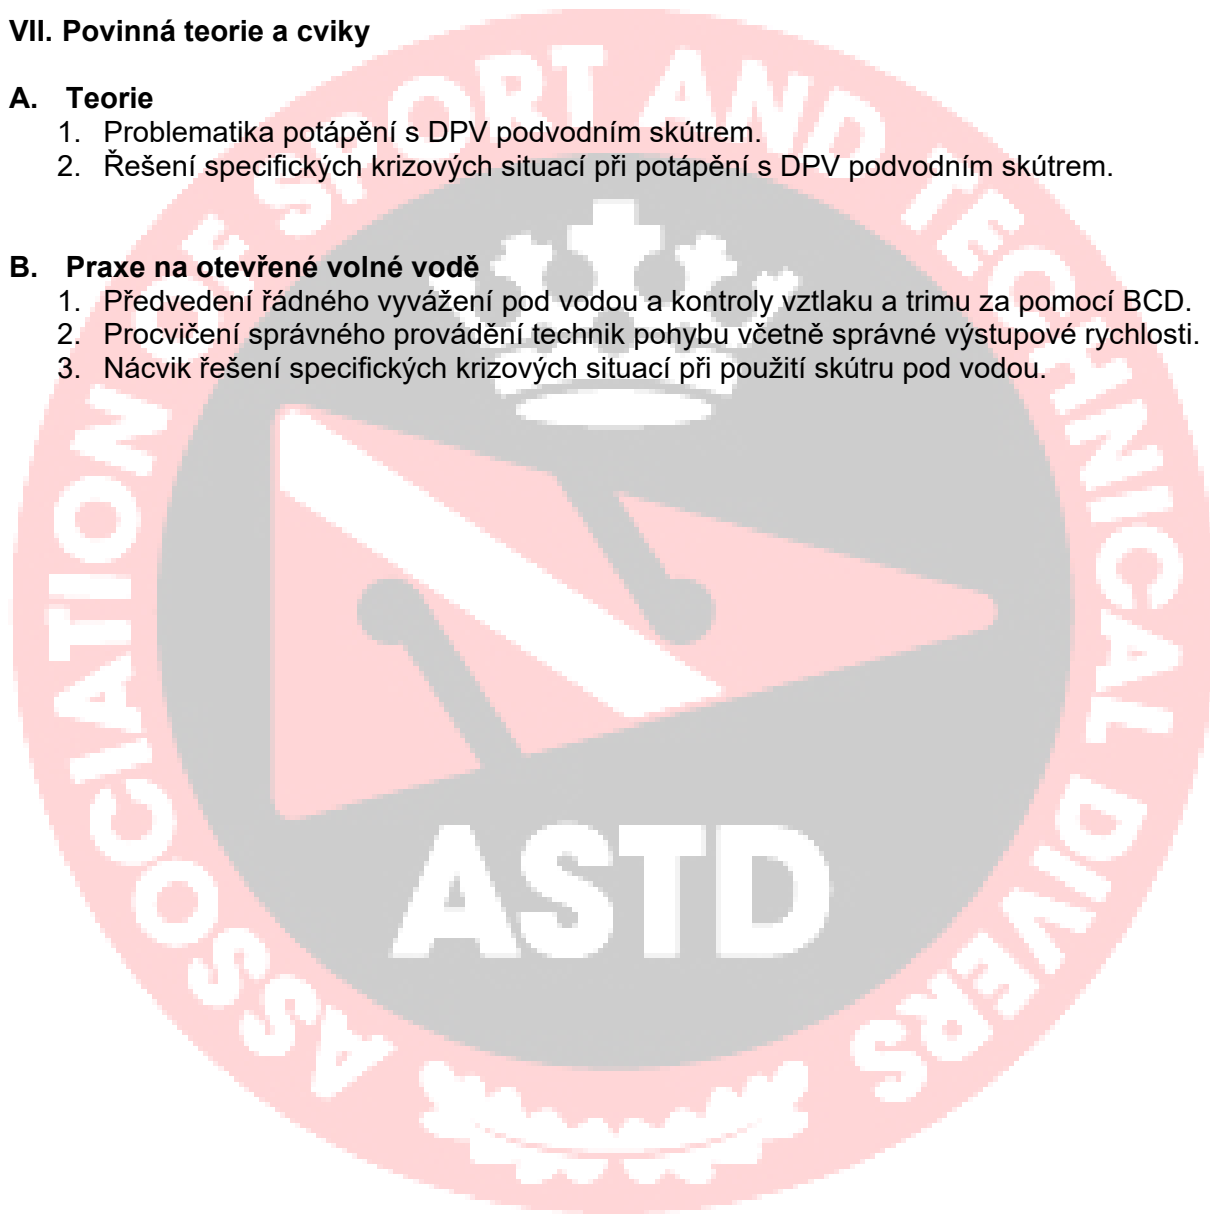 VII. Povinná teorie a cviky
A. Teorie
1. Problematika potápění s DPV podvodním skútrem.
2. Řešení specifických krizových situací při potápění s DPV podvodním skútrem.
B. Praxe na otevřené volné vodě
1. Předvedení řádného vyvážení pod vodou a kontroly vztlaku a trimu za pomocí BCD.
2. Procvičení správného provádění technik pohybu včetně správné výstupové rychlosti.
3. Nácvik řešení specifických krizových situací při použití skútru pod vodou.
ASSOCIATION OF SPORT AND TECHNICAL DIVERS
ASTD